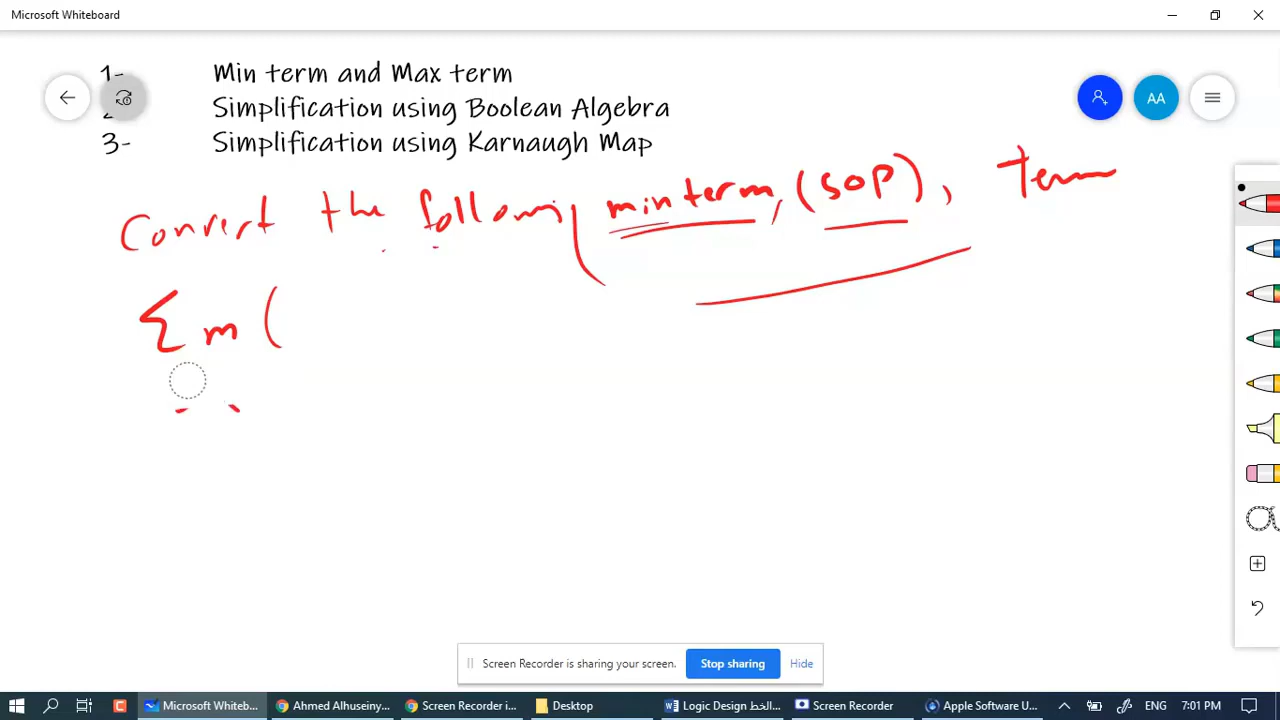 Microsoft Whiteboard
1- Min term and Max term
Simplification using Boolean Algebra
3- Simplification using Karnaugh Map
AA
Convert the following minterm, (SOP), Term
Σ m (
Screen Recorder is sharing your screen. Stop sharing Hide
Microsoft Whiteb... Ahmed Alhuseiny... Screen Recorder i... Desktop Logic Design الخط... Screen Recorder Apple Software U... ENG 7:01 PM